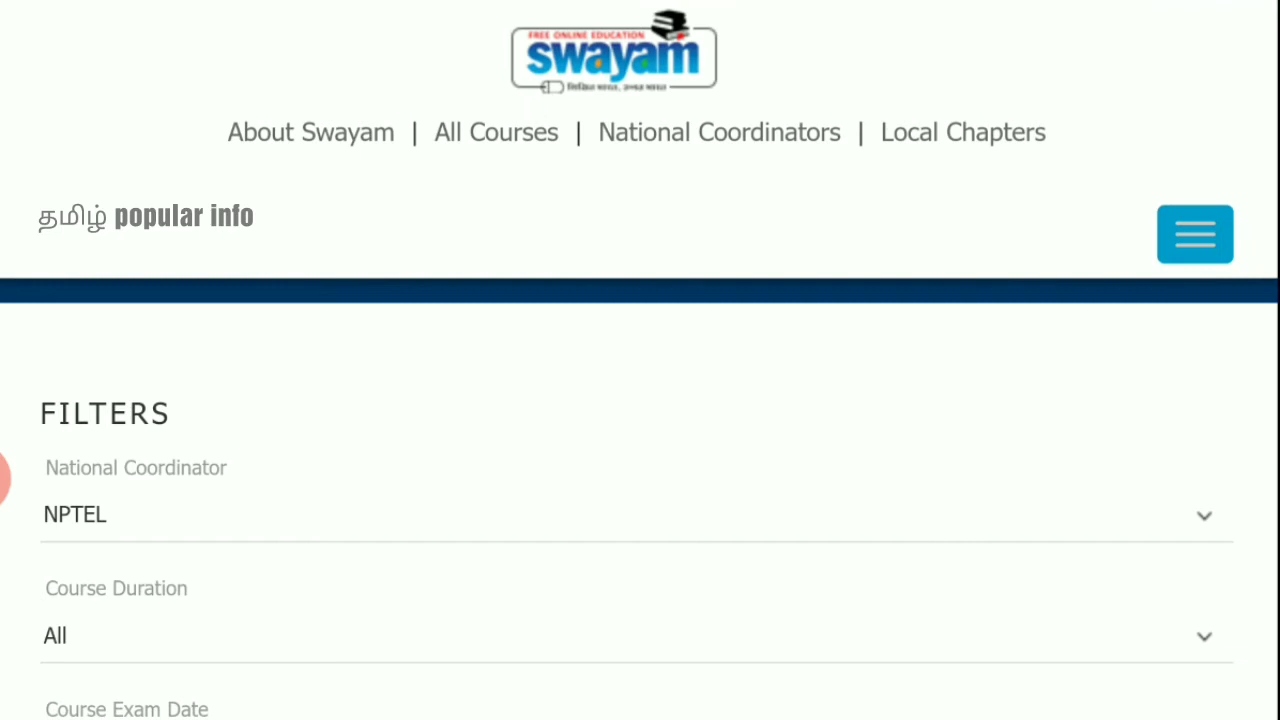 FREE ONLINE EDUCATION
swayam
About Swayam | All Courses | National Coordinators | Local Chapters
தமிழ் popular info
FILTERS
National Coordinator
NPTEL
Course Duration
All
Course Exam Date